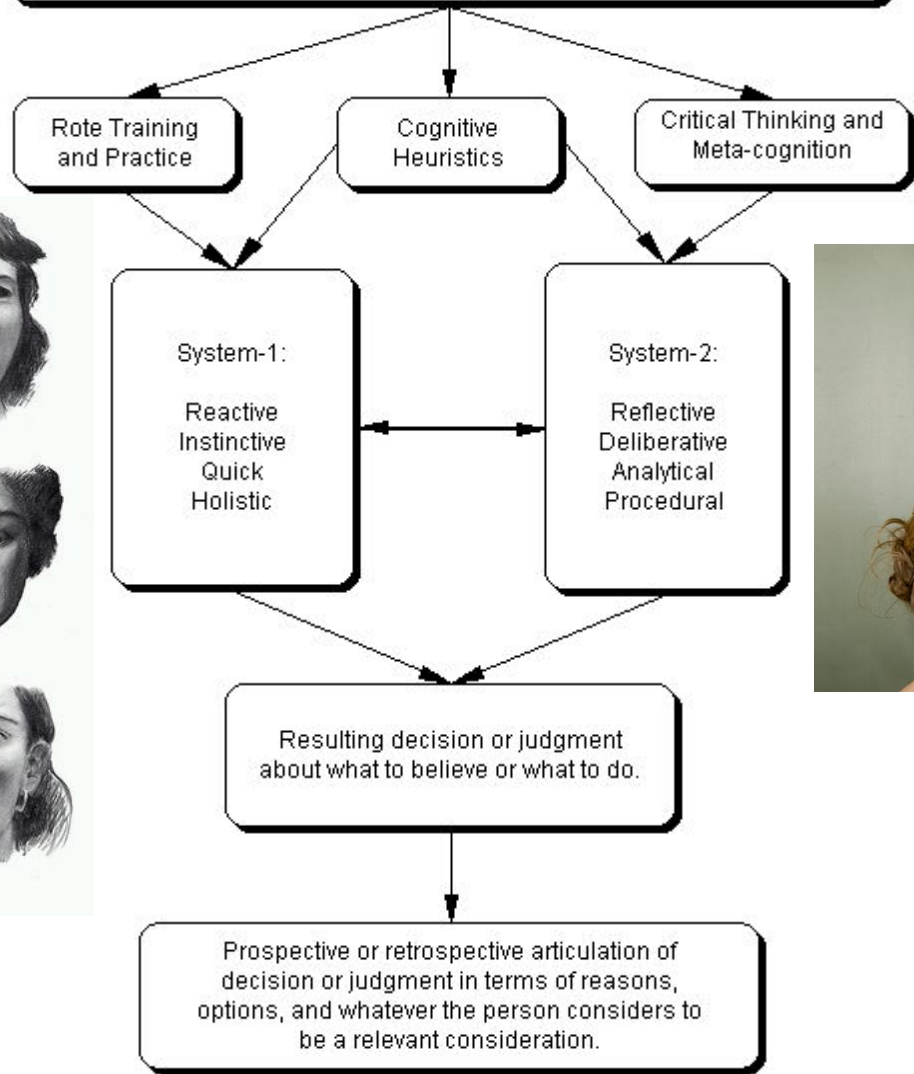 Rote Training
and Practice
Cognitive
Heuristics
Critical Thinking and
Meta-cognition
System-1:
Reactive
Instinctive
Quick
Holistic
System-2:
Reflective
Deliberative
Analytical
Procedural
Resulting decision or judgment
about what to believe or what to do.
Prospective or retrospective articulation of
decision or judgment in terms of reasons,
options, and whatever the person considers to
be a relevant consideration.